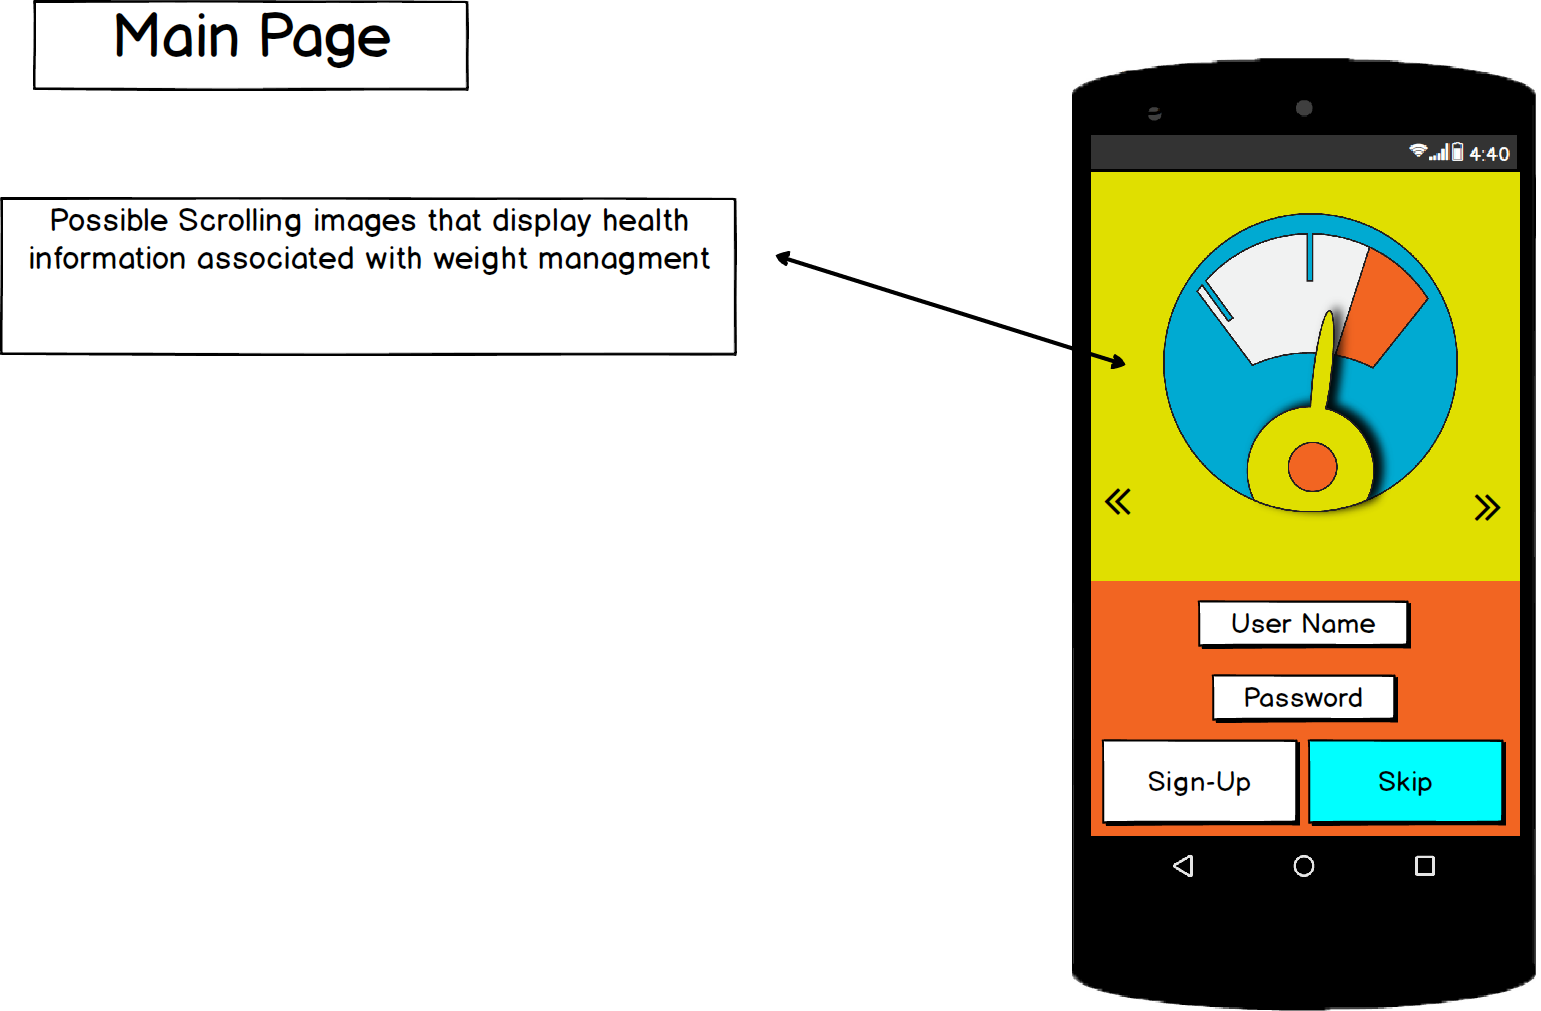 Main Page
Possible Scrolling images that display health
information associated with weight managment
4:40
User Name
Password
Sign-Up
Skip